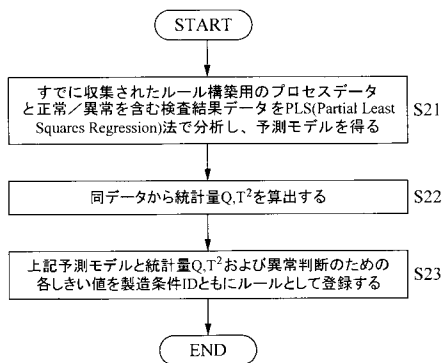 START
すでに収集されたルール構築用のプロセスデータ
と正常/異常を含む検査結果データをPLS(Partial Least
Squares Regression)法で分析し、予測モデルを得る
S21
同データから統計量Q,T²を算出する
S22
上記予測モデルと統計量Q,T²および異常判断のための
各しきい値を製造条件IDともにルールとして登録する
S23
END